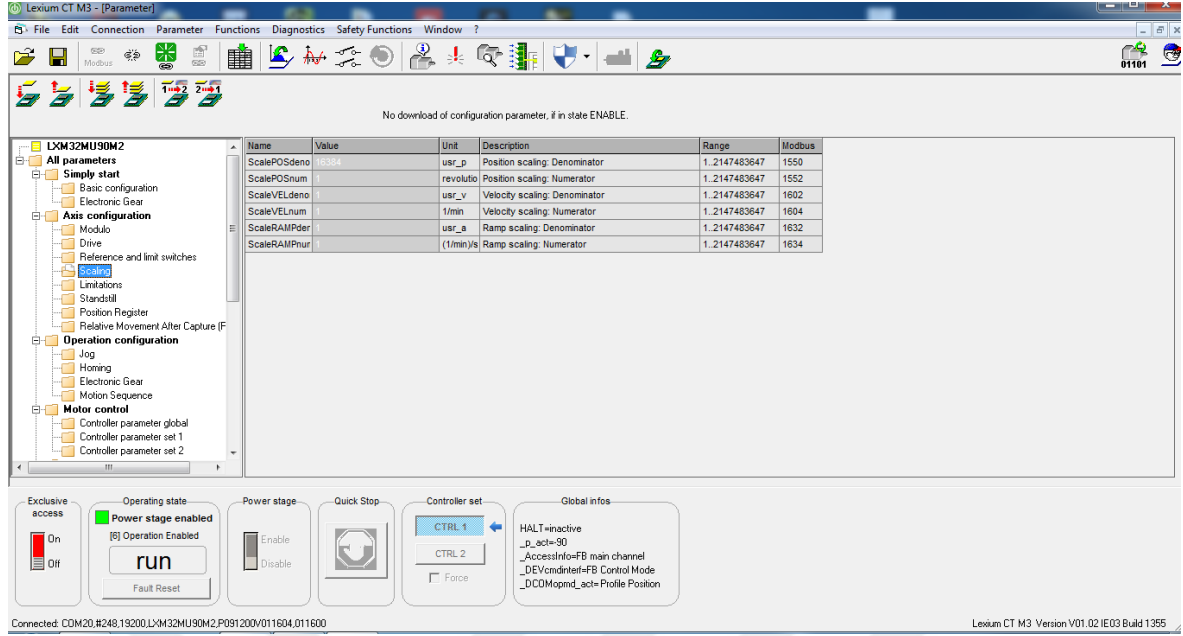 Lexium CT M3 - [Parameter]
File Edit Connection Parameter Functions Diagnostics Safety Functions Window ?
Modbus
01101
1 2 2 1
No download of configuration parameter, if in state ENABLE.
LXM32MU90M2
All parameters
Simply start
Basic configuration
Electronic Gear
Axis configuration
Modulo
Drive
Reference and limit switches
Scaling
Limitations
Standstill
Position Register
Relative Movement After Capture (F
Operation configuration
Jog
Homing
Electronic Gear
Motion Sequence
Motor control
Controller parameter global
Controller parameter set 1
Controller parameter set 2
Name Value Unit Description Range Modbus
ScalePOSdeno 16384 usr_p Position scaling: Denominator 1..2147483647 1550
ScalePOSnum 1 revolutio Position scaling: Numerator 1..2147483647 1552
ScaleVELdeno 1 usr_v Velocity scaling: Denominator 1..2147483647 1602
ScaleVELnum 1 1/min Velocity scaling: Numerator 1..2147483647 1604
ScaleRAMPder 1 usr_a Ramp scaling: Denominator 1..2147483647 1632
ScaleRAMPnur 1 (1/min)/s Ramp scaling: Numerator 1..2147483647 1634
Exclusive access
On
Off
Operating state
Power stage enabled
[6] Operation Enabled
run
Fault Reset
Power stage
Enable
Disable
Quick Stop
Controller set
CTRL 1
CTRL 2
Force
Global infos
HALT=inactive
_p_act=-90
_AccessInfo=FB main channel
_DEVcmdinterf=FB Control Mode
_DCOMopmd_act= Profile Position
Connected: COM20,#248,19200,LXM32MU90M2,P091200V011604,011600
Lexium CT M3 Version V01.02 IE03 Build 1355